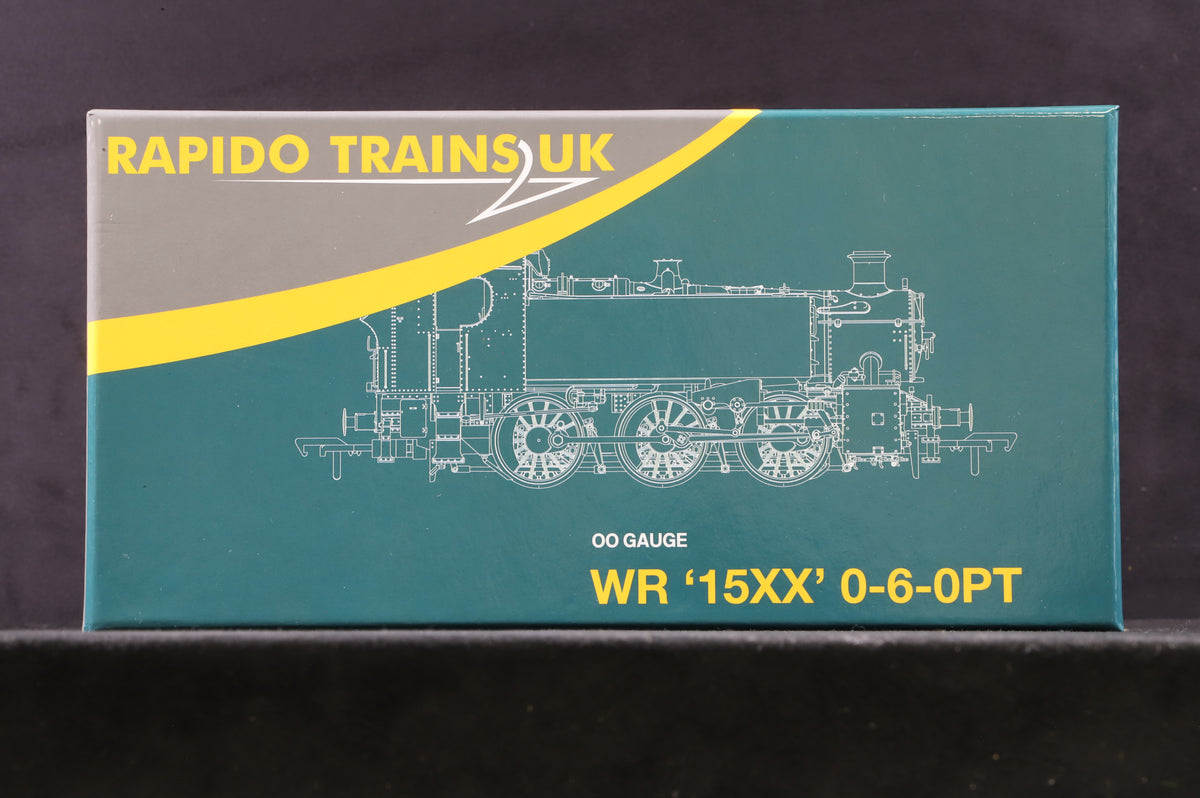 RAPIDO TRAINS UK
OO GAUGE
WR ‘15XX’ 0-6-0PT